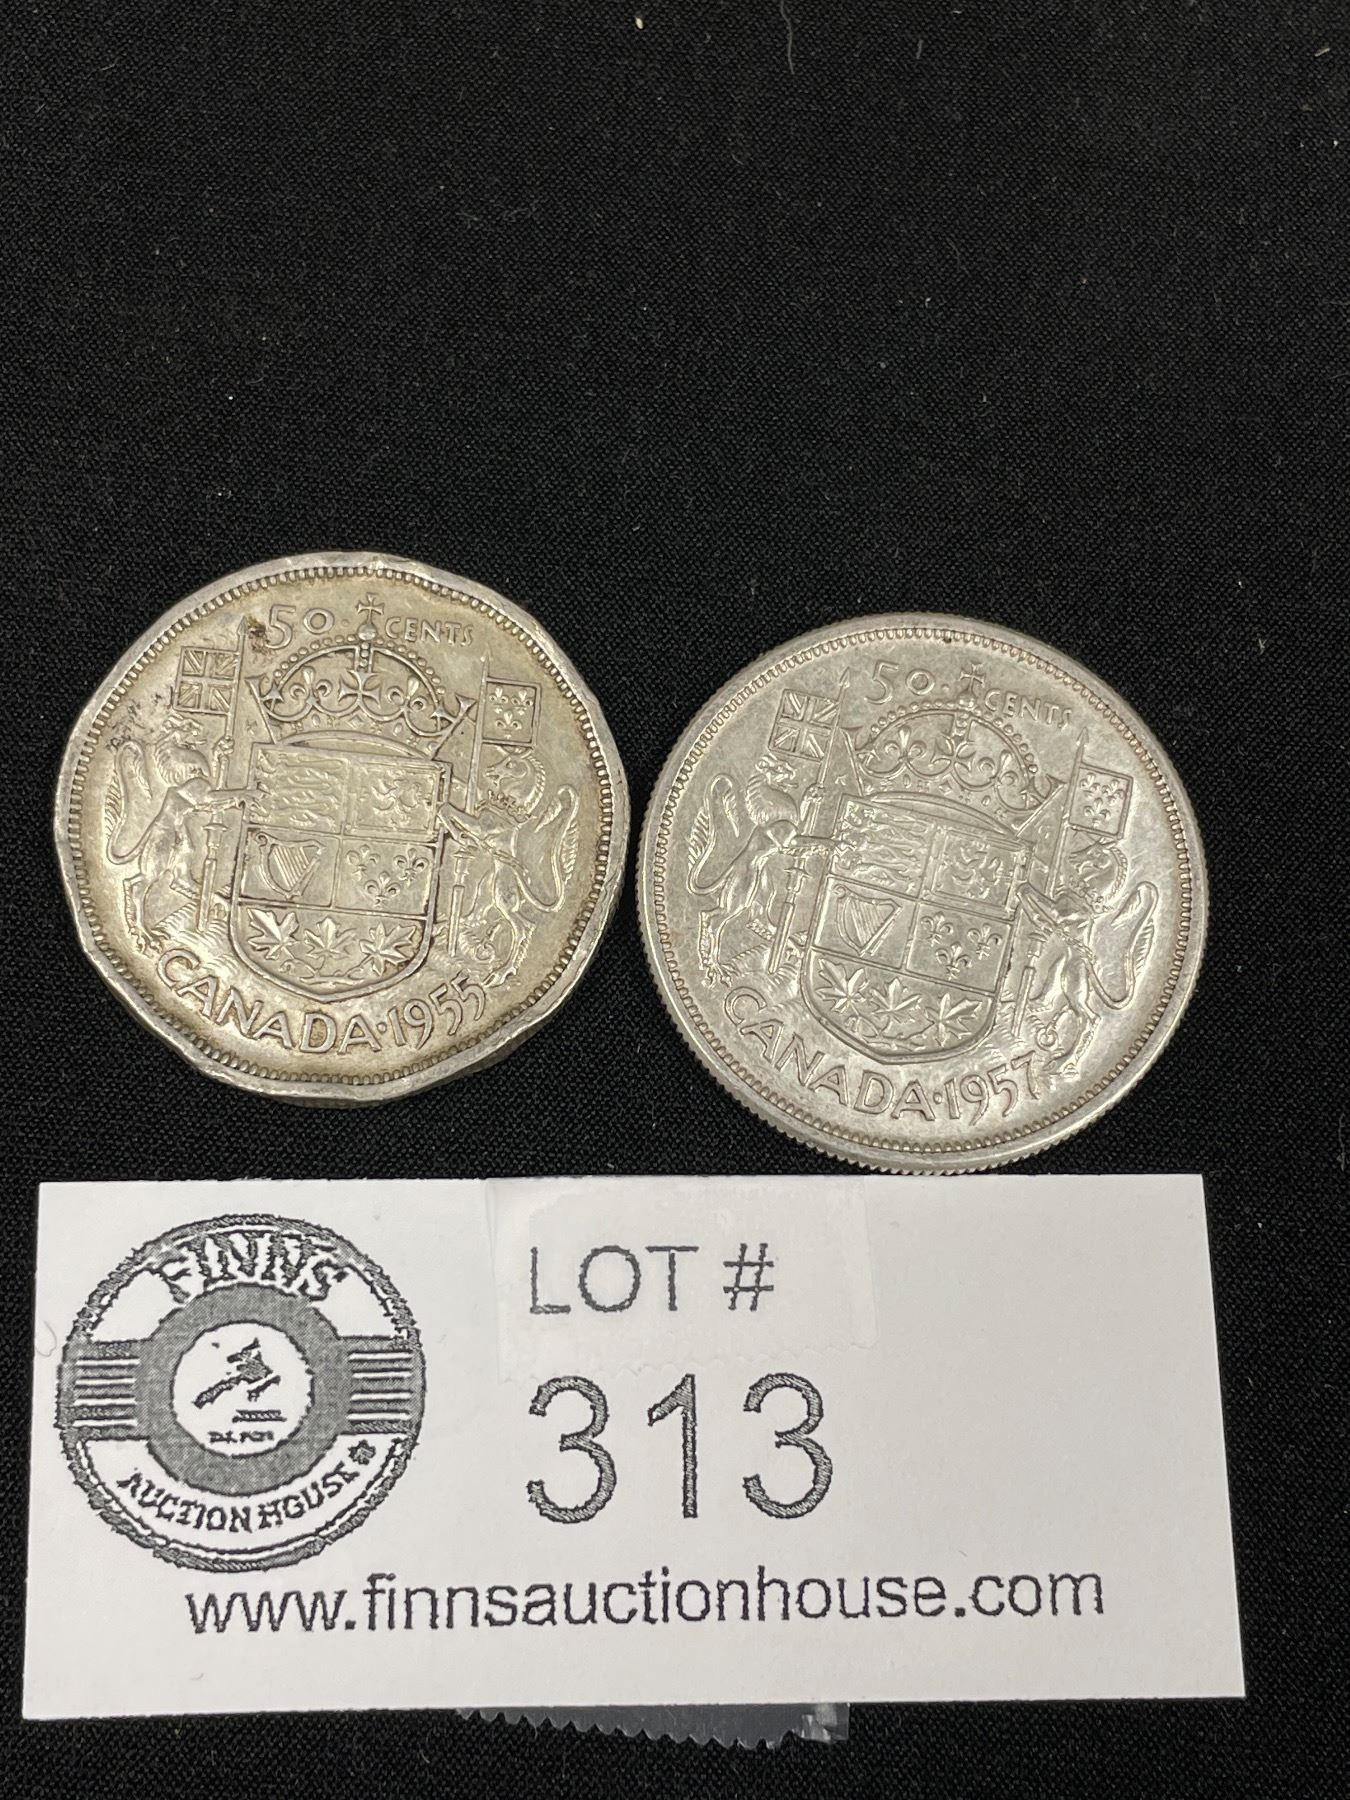 50 CENTS
CANADA·1955
50 CENTS
CANADA·1957
FINNS
AUCTION HOUSE
LOT #
313
www.finnsauctionhouse.com